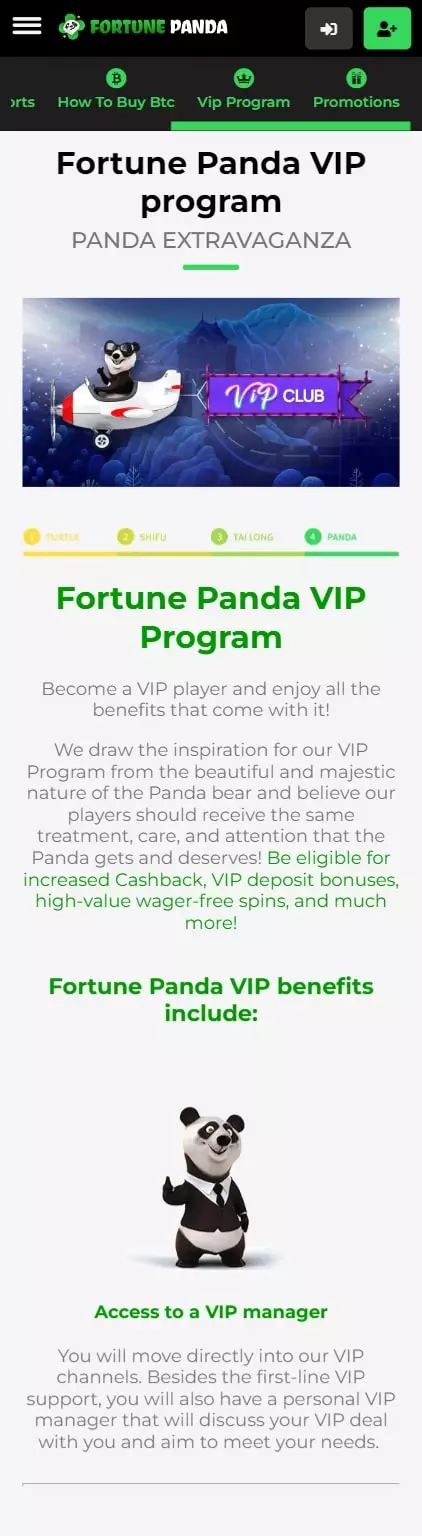 FORTUNE PANDA
orts How To Buy Btc Vip Program Promotions
Fortune Panda VIP
program
PANDA EXTRAVAGANZA
ViP CLUB
1 TURTLE 2 SHIFU 3 TAI LONG 4 PANDA
Fortune Panda VIP
Program
Become a VIP player and enjoy all the
benefits that come with it!
We draw the inspiration for our VIP
Program from the beautiful and majestic
nature of the Panda bear and believe our
players should receive the same
treatment, care, and attention that the
Panda gets and deserves! Be eligible for
increased Cashback, VIP deposit bonuses,
high-value wager-free spins, and much
more!
Fortune Panda VIP benefits
include:
Access to a VIP manager
You will move directly into our VIP
channels. Besides the first-line VIP
support, you will also have a personal VIP
manager that will discuss your VIP deal
with you and aim to meet your needs.